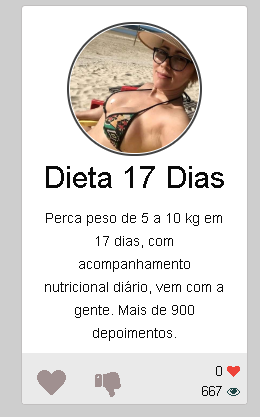 Dieta 17 Dias
Perca peso de 5 a 10 kg em
17 dias, com
acompanhamento
nutricional diário, vem com a
gente. Mais de 900
depoimentos.
0
667